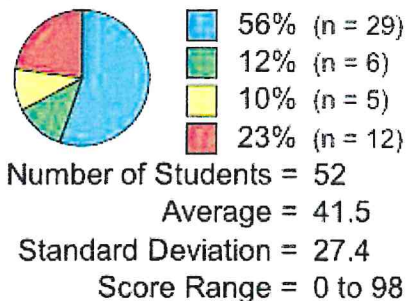 56% (n = 29)
12% (n = 6)
10% (n = 5)
23% (n = 12)
Number of Students = 52
Average = 41.5
Standard Deviation = 27.4
Score Range = 0 to 98